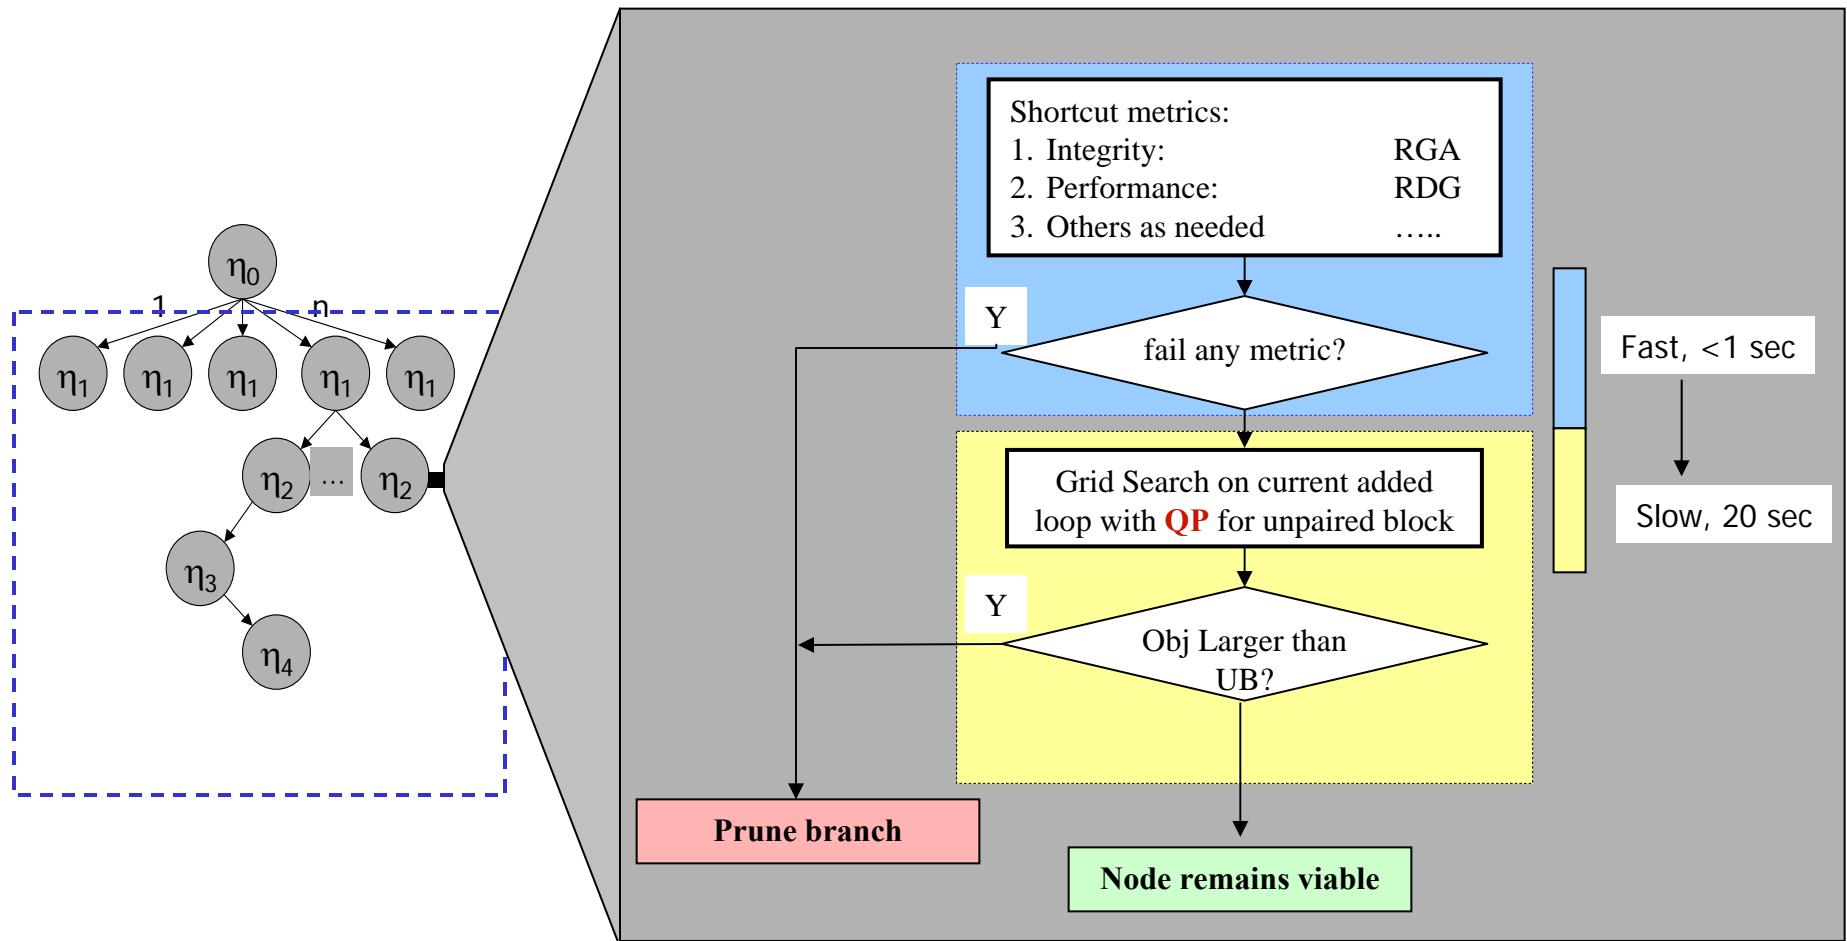 η0
1 n
η1 η1 η1 η1 η1
η2 ... η2
η3
η4
Shortcut metrics:
1. Integrity: RGA
2. Performance: RDG
3. Others as needed …..
Y
fail any metric?
Grid Search on current added
loop with QP for unpaired block
Y
Obj Larger than
UB?
Prune branch
Node remains viable
Fast, <1 sec
Slow, 20 sec